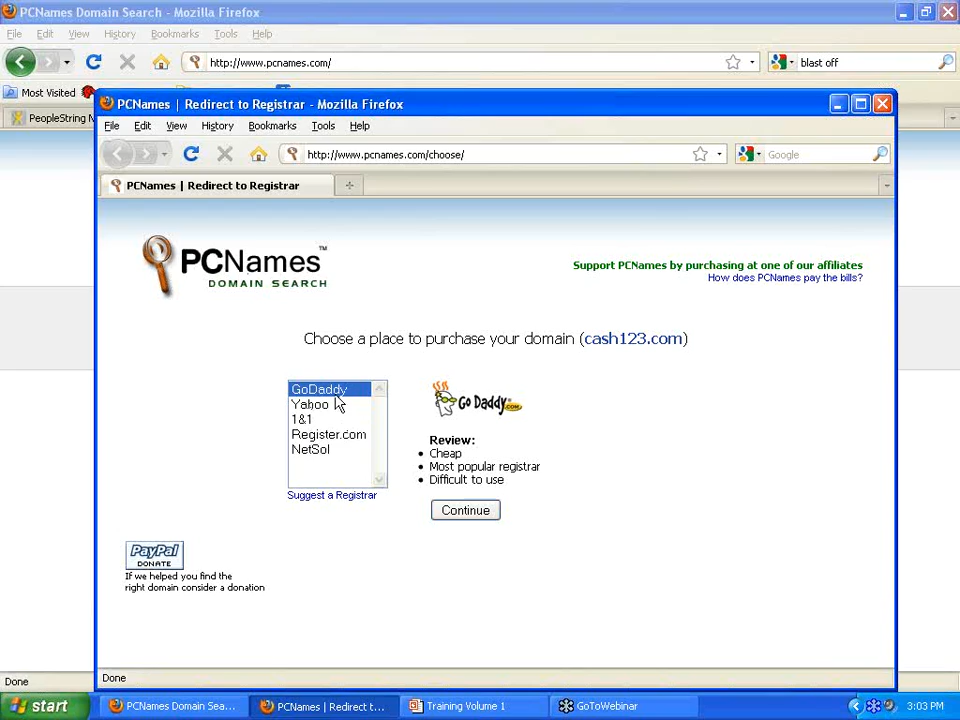 PCNames Domain Search - Mozilla Firefox
File Edit View History Bookmarks Tools Help
http://www.pcnames.com/
blast off
Most Visited
PeopleString N
PCNames | Redirect to Registrar - Mozilla Firefox
File Edit View History Bookmarks Tools Help
http://www.pcnames.com/choose/
Google
PCNames | Redirect to Registrar
PCNames™
DOMAIN SEARCH
Support PCNames by purchasing at one of our affiliates
How does PCNames pay the bills?
Choose a place to purchase your domain (cash123.com)
GoDaddy
Yahoo
1&1
Register.com
NetSol
Suggest a Registrar
Go Daddy.COM
Review:
• Cheap
• Most popular registrar
• Difficult to use
Continue
PayPal
DONATE
If we helped you find the
right domain consider a donation
Done
Done
start
PCNames Domain Sea...
PCNames | Redirect t...
Training Volume 1
GoToWebinar
3:03 PM